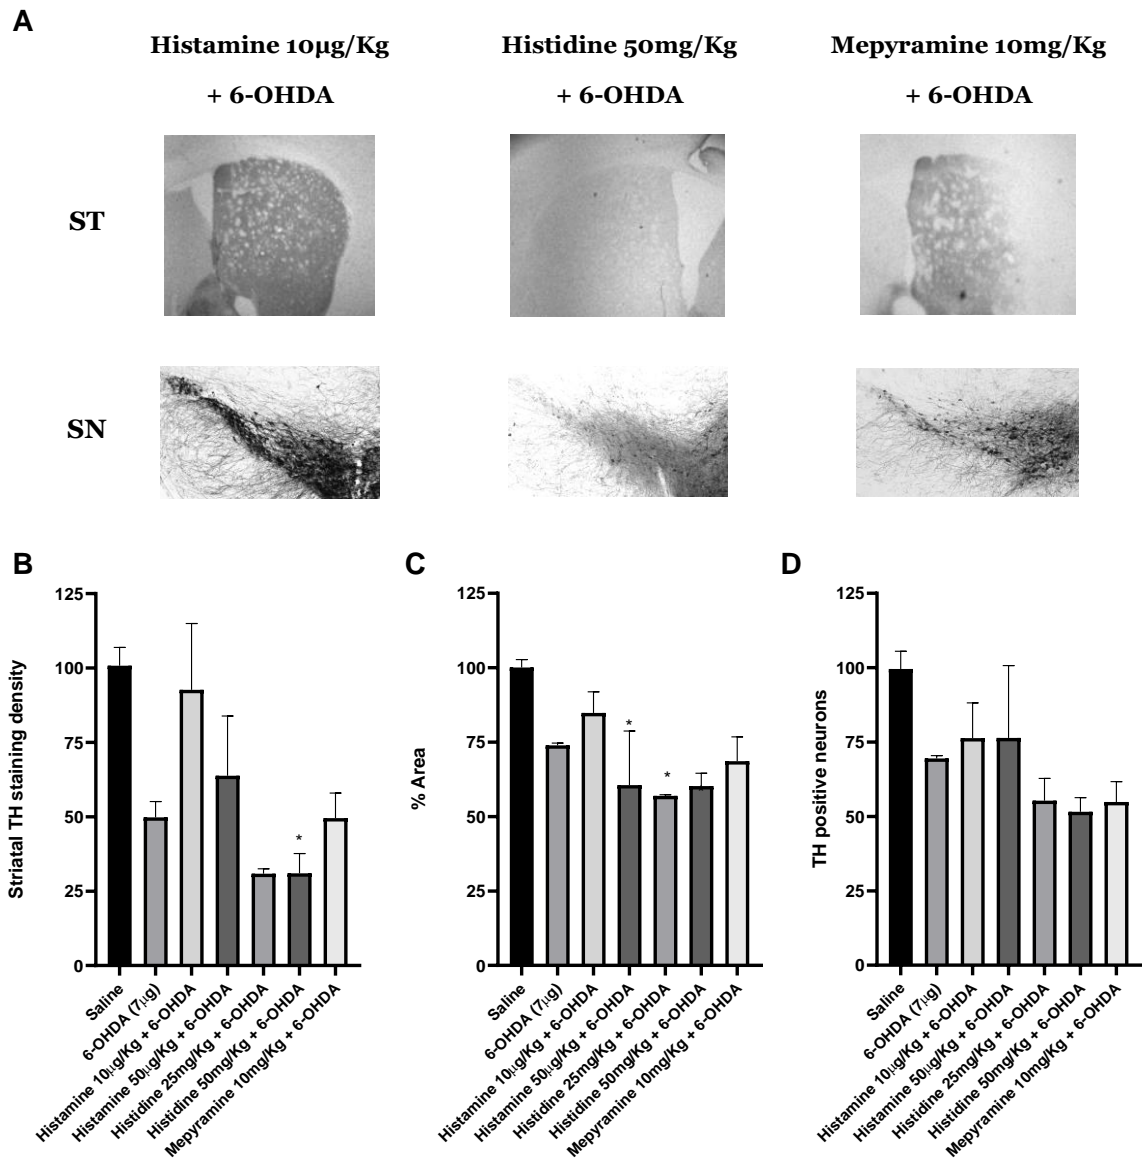 A
Histamine 10µg/Kg
+ 6-OHDA
Histidine 50mg/Kg
+ 6-OHDA
Mepyramine 10mg/Kg
+ 6-OHDA
ST
SN
B
Striatal TH staining density
125
100
75
50
25
0
*
Saline
6-OHDA (7µg)
Histamine 10µg/Kg + 6-OHDA
Histamine 50µg/Kg + 6-OHDA
Histidine 25mg/Kg + 6-OHDA
Histidine 50mg/Kg + 6-OHDA
Mepyramine 10mg/Kg + 6-OHDA
C
% Area
125
100
75
50
25
0
*
*
Saline
6-OHDA (7µg)
Histamine 10µg/Kg + 6-OHDA
Histamine 50µg/Kg + 6-OHDA
Histidine 25mg/Kg + 6-OHDA
Histidine 50mg/Kg + 6-OHDA
Mepyramine 10mg/Kg + 6-OHDA
D
TH positive neurons
125
100
75
50
25
0
Saline
6-OHDA (7µg)
Histamine 10µg/Kg + 6-OHDA
Histamine 50µg/Kg + 6-OHDA
Histidine 25mg/Kg + 6-OHDA
Histidine 50mg/Kg + 6-OHDA
Mepyramine 10mg/Kg + 6-OHDA